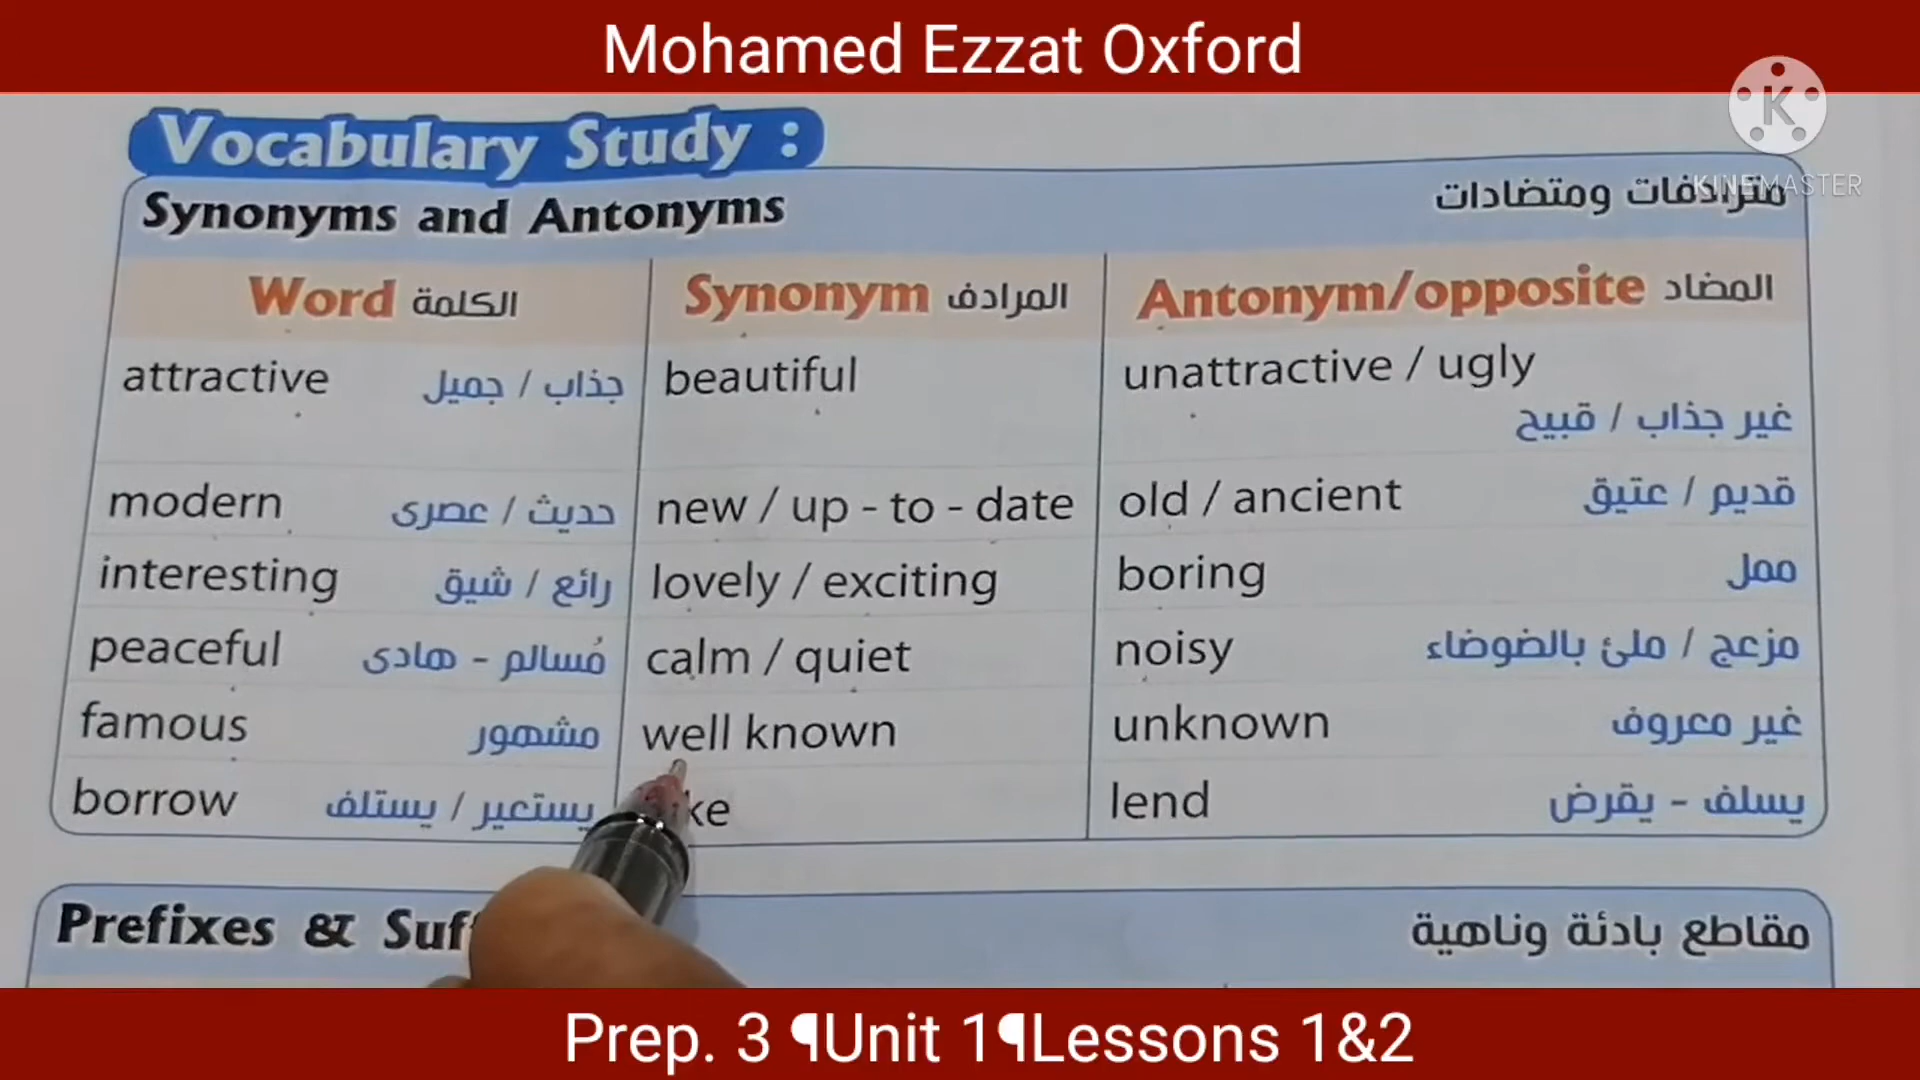 Mohamed Ezzat Oxford
K
KINEMASTER
Vocabulary Study :
Synonyms and Antonyms مترادفات ومتضادات
Word الكلمة Synonym المرادف Antonym/opposite المضاد
attractive جذاب / جميل beautiful unattractive / ugly
غير جذاب / قبيح
modern حديث / عصرى new / up - to - date old / ancient قديم / عتيق
interesting رائع / شيق lovely / exciting boring ممل
peaceful مُسالم - هادى calm / quiet noisy مزعج / ملئ بالضوضاء
famous مشهور well known unknown غير معروف
borrow يستعير / يستلف lend يسلف - يقرض
Prefixes & مقاطع بادئة وناهية
Prep. 3 ¶Unit 1¶Lessons 1&2